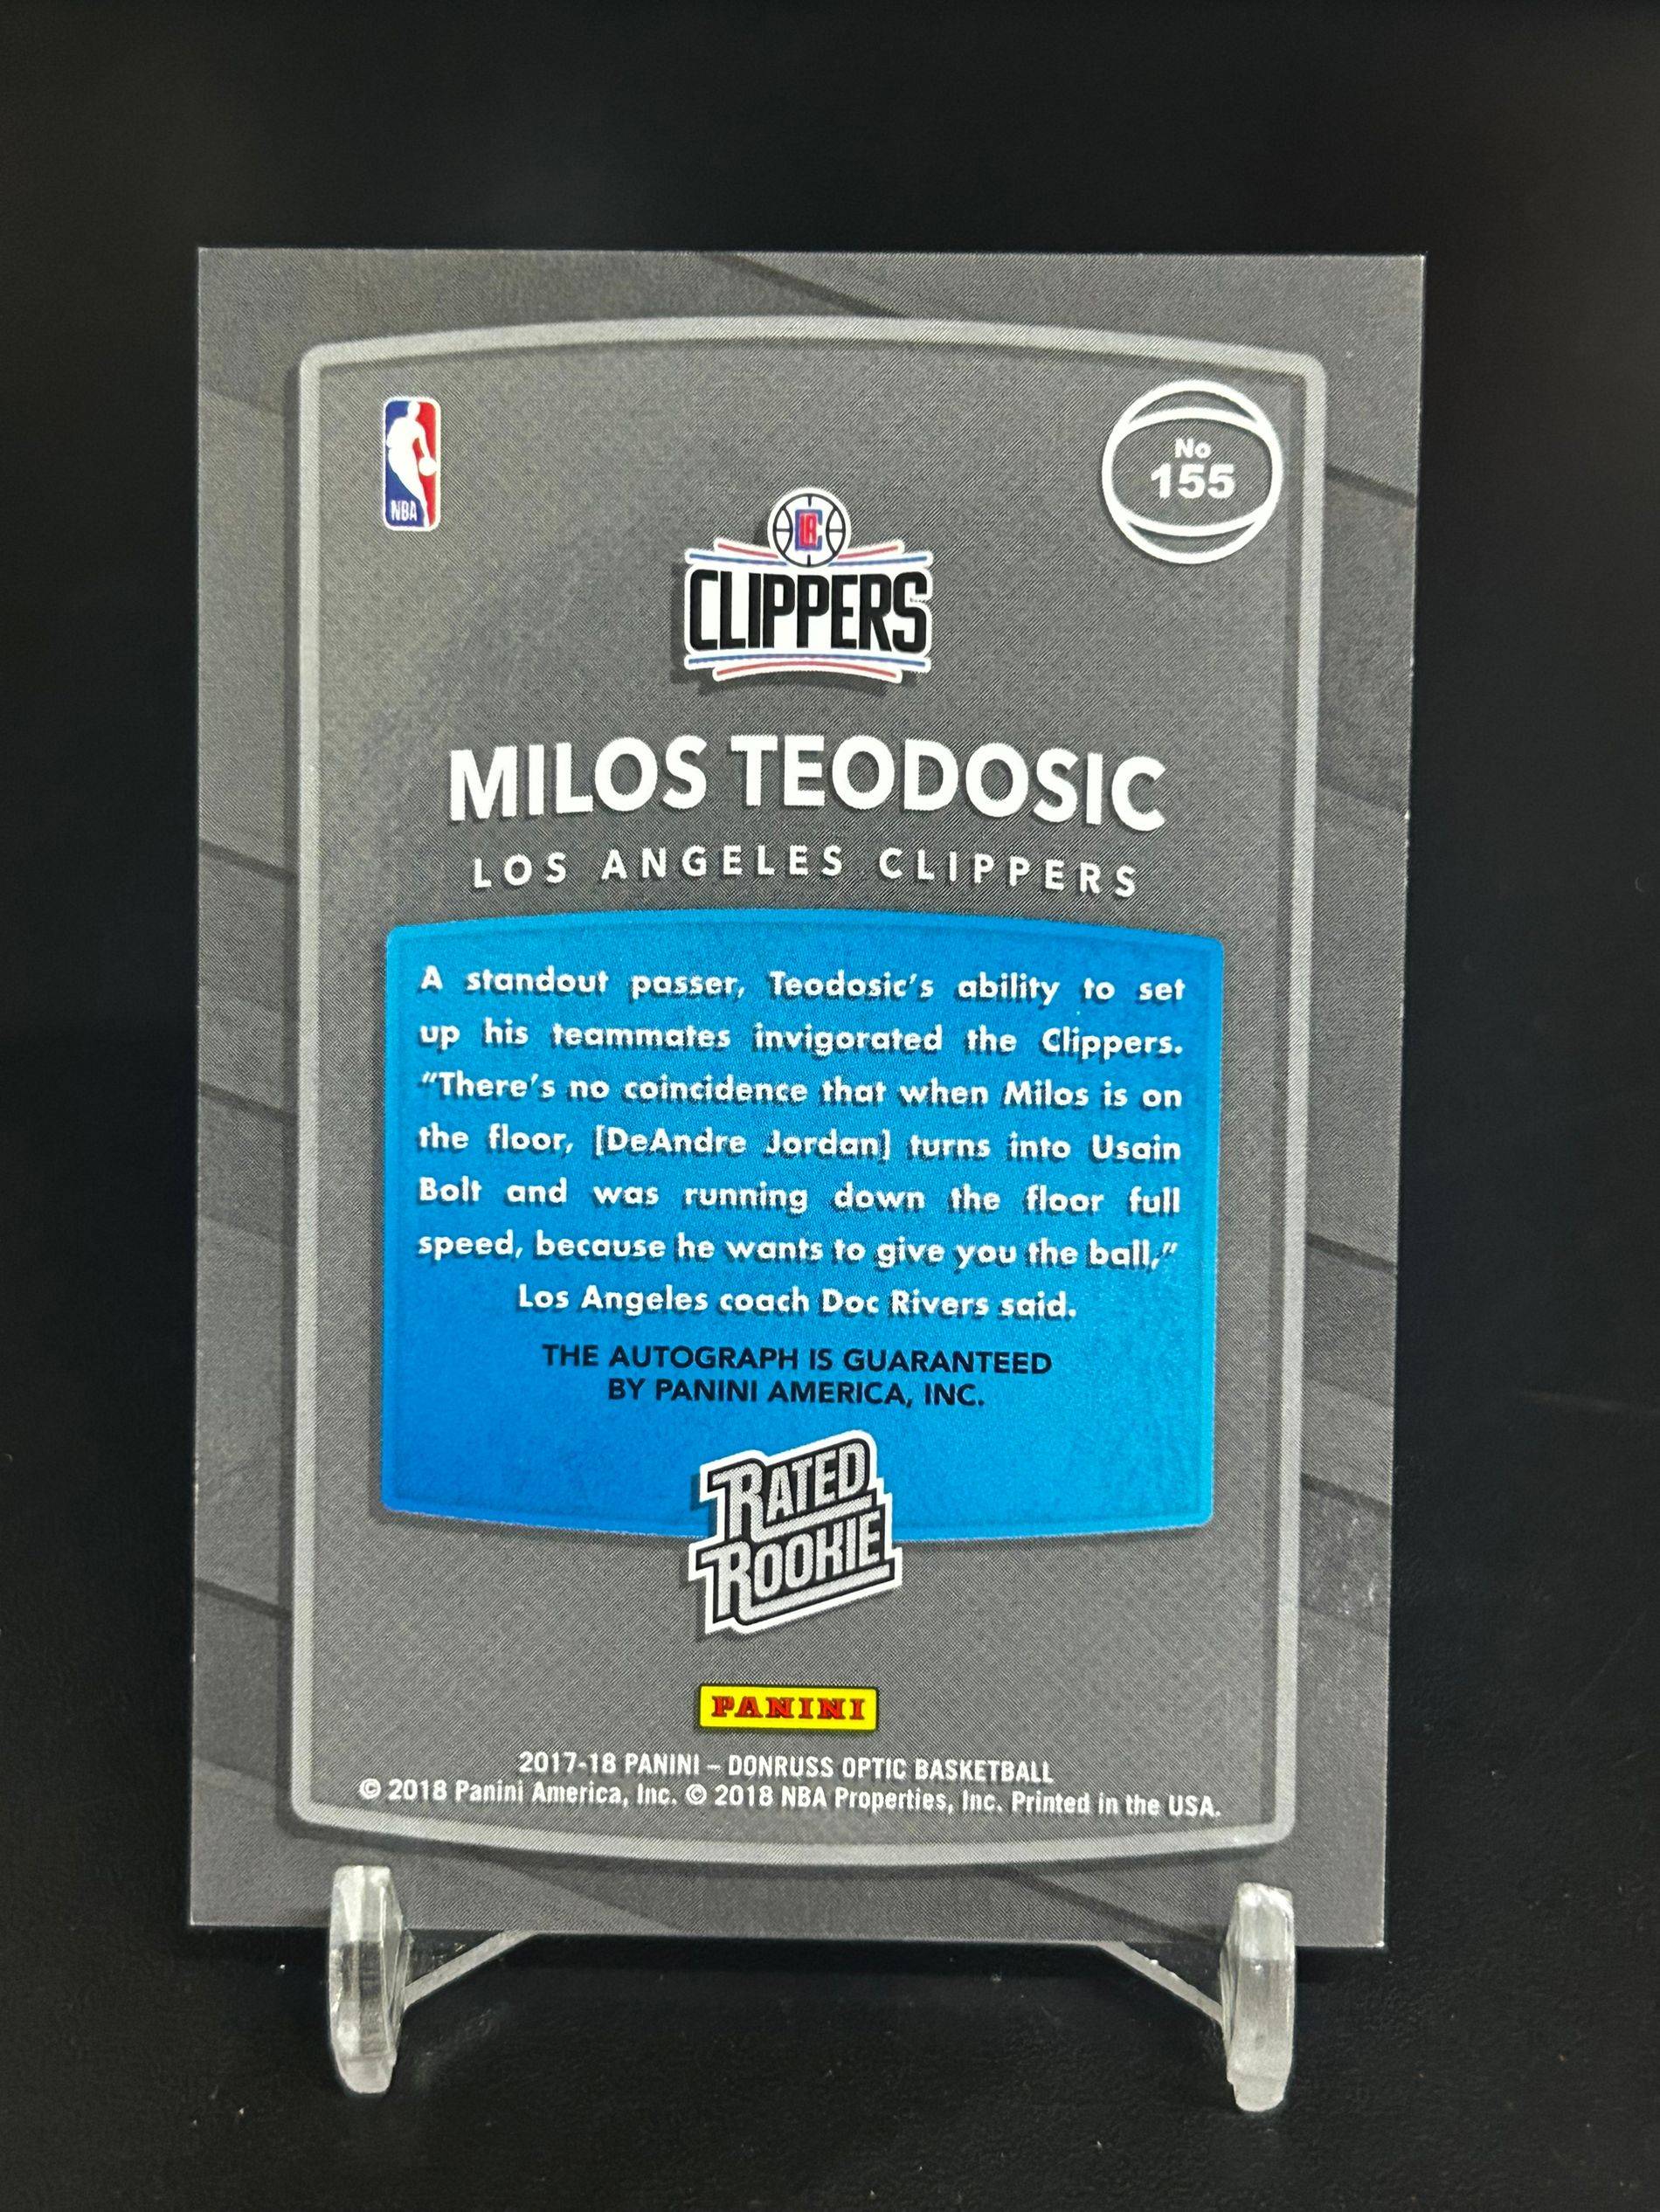 NBA
No
155
LAC
CLIPPERS
MILOS TEODOSIC
LOS ANGELES CLIPPERS
A standout passer, Teodosic's ability to set
up his teammates invigorated the Clippers.
"There's no coincidence that when Milos is on
the floor, [DeAndre Jordan] turns into Usain
Bolt and was running down the floor full
speed, because he wants to give you the ball,"
Los Angeles coach Doc Rivers said.
THE AUTOGRAPH IS GUARANTEED
BY PANINI AMERICA, INC.
RATED
ROOKIE
PANINI
2017-18 PANINI – DONRUSS OPTIC BASKETBALL
© 2018 Panini America, Inc. © 2018 NBA Properties, Inc. Printed in the USA.